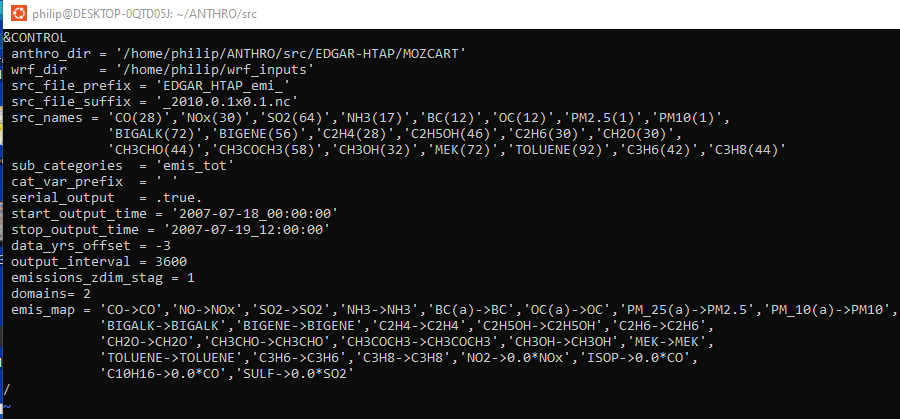 philip@DESKTOP-0QTD05J: ~/ANTHRO/src
&CONTROL
anthro_dir = '/home/philip/ANTHRO/src/EDGAR-HTAP/MOZCART'
wrf_dir    = '/home/philip/wrf_inputs'
src_file_prefix = 'EDGAR_HTAP_emi_'
src_file_suffix = '_2010.0.1x0.1.nc'
src_names = 'CO(28)','NOx(30)','SO2(64)','NH3(17)','BC(12)','OC(12)','PM2.5(1)','PM10(1)',
'BIGALK(72)','BIGENE(56)','C2H4(28)','C2H5OH(46)','C2H6(30)','CH2O(30)',
'CH3CHO(44)','CH3COCH3(58)','CH3OH(32)','MEK(72)','TOLUENE(92)','C3H6(42)','C3H8(44)'
sub_categories  = 'emis_tot'
cat_var_prefix  = ' '
serial_output   = .true.
start_output_time = '2007-07-18_00:00:00'
stop_output_time = '2007-07-19_12:00:00'
data_yrs_offset = -3
output_interval = 3600
emissions_zdim_stag = 1
domains= 2
emis_map = 'CO->CO','NO->NOx','SO2->SO2','NH3->NH3','BC(a)->BC','OC(a)->OC','PM_25(a)->PM2.5','PM_10(a)->PM10',
'BIGALK->BIGALK','BIGENE->BIGENE','C2H4->C2H4','C2H5OH->C2H5OH','C2H6->C2H6',
'CH2O->CH2O','CH3CHO->CH3CHO','CH3COCH3->CH3COCH3','CH3OH->CH3OH','MEK->MEK',
'TOLUENE->TOLUENE','C3H6->C3H6','C3H8->C3H8','NO2->0.0*NOx','ISOP->0.0*CO',
'C10H16->0.0*CO','SULF->0.0*SO2'
/
~